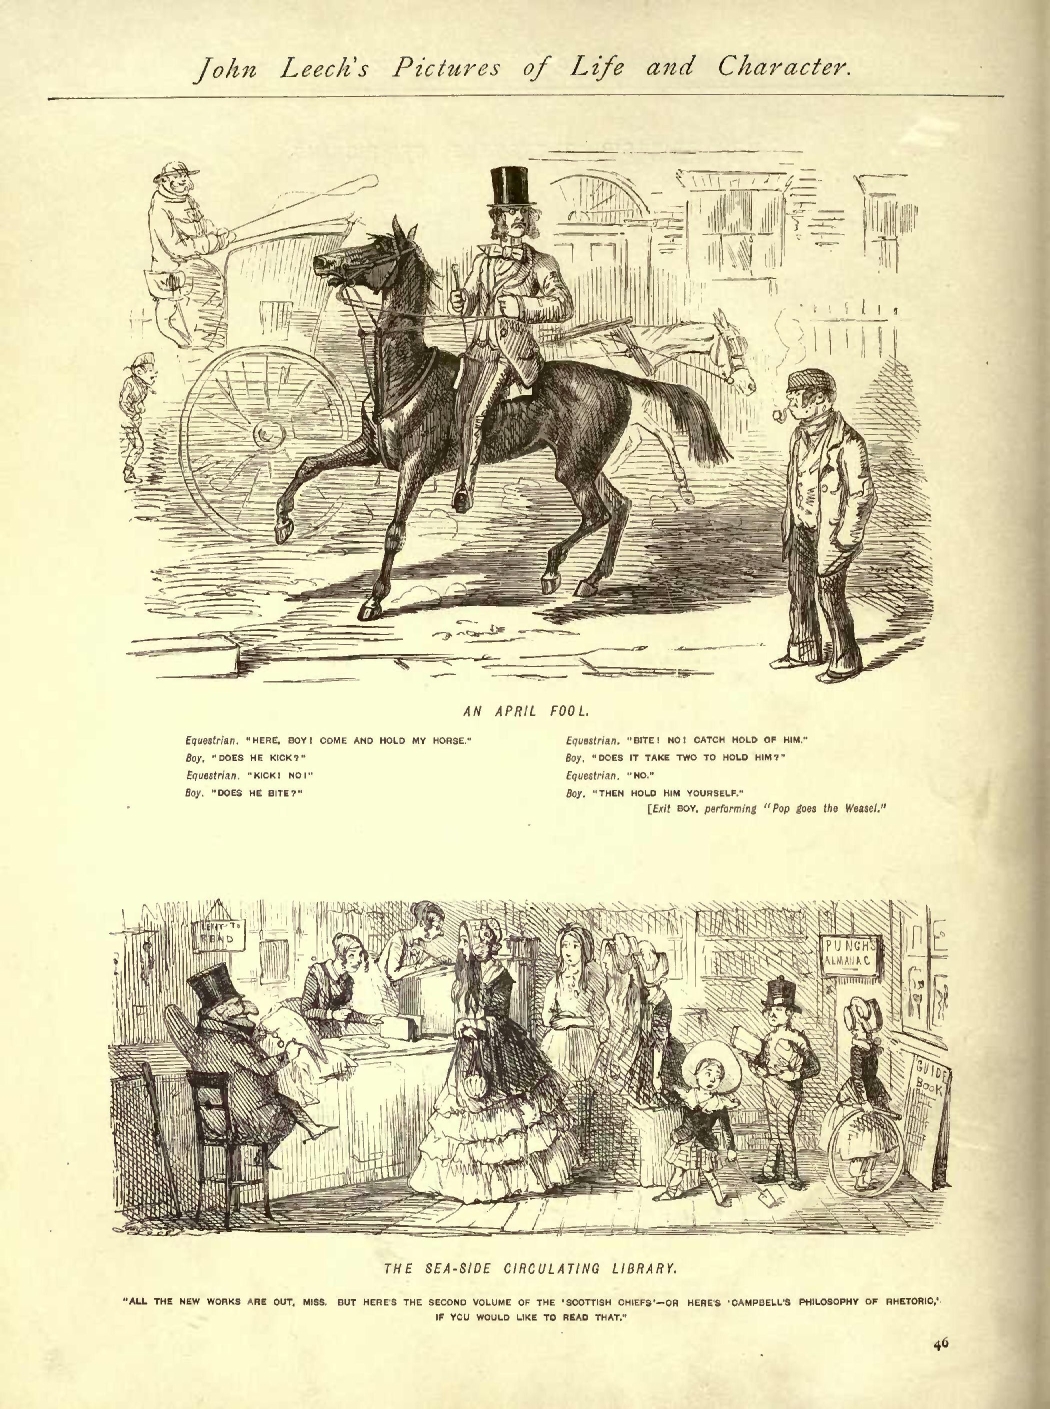 John Leech's Pictures of Life and Character.
AN APRIL FOOL.
Equestrian. "HERE, BOY! COME AND HOLD MY HORSE."
Boy. "DOES HE KICK?"
Equestrian. "KICK! NO!"
Boy. "DOES HE BITE?"
Equestrian. "BITE! NO! CATCH HOLD OF HIM."
Boy. "DOES IT TAKE TWO TO HOLD HIM?"
Equestrian. "NO."
Boy. "THEN HOLD HIM YOURSELF."
[Exit BOY, performing "Pop goes the Weasel."
TO
READ
PUNCH'S
ALMANAC
GUIDE
BOOK
THE SEA-SIDE CIRCULATING LIBRARY.
"ALL THE NEW WORKS ARE OUT, MISS. BUT HERE'S THE SECOND VOLUME OF THE 'SCOTTISH CHIEFS'—OR HERE'S 'CAMPBELL'S PHILOSOPHY OF RHETORIC,'
IF YOU WOULD LIKE TO READ THAT."
46